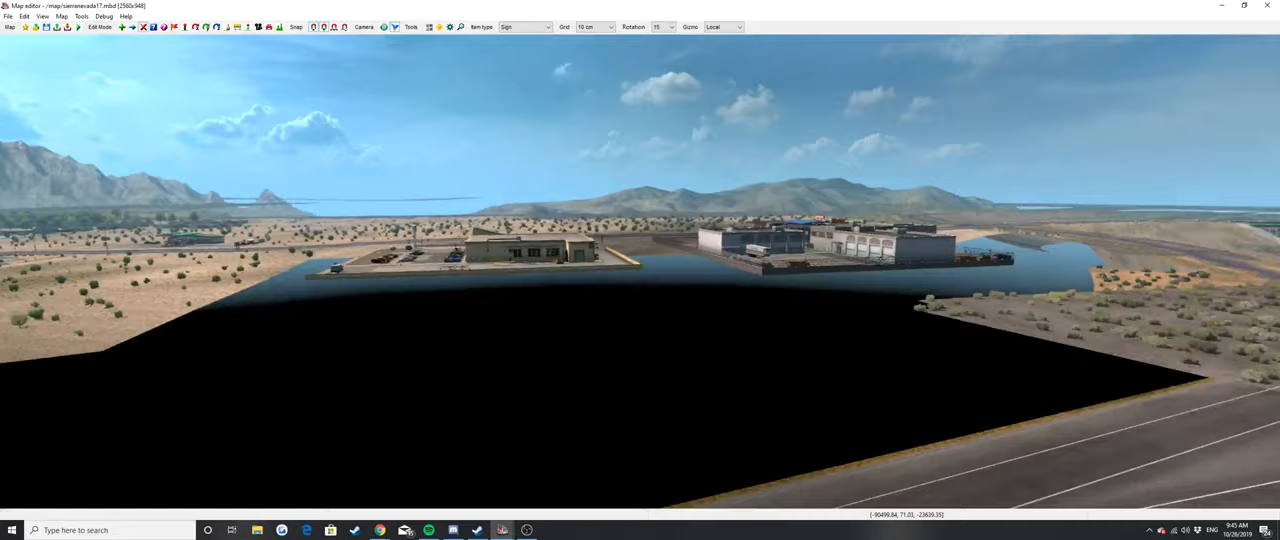 Map editor - /map/sierranevada17.mbd [2560x948]
File Edit View Map Tools Debug Help
Map Edit Mode Snap Camera Tools Item type Sign Grid 10 cm Rotation 15 Gizmo Local
[-90499.84, 71.03, -23639.35]
Type here to search
ENG
9:45 AM
10/26/2019